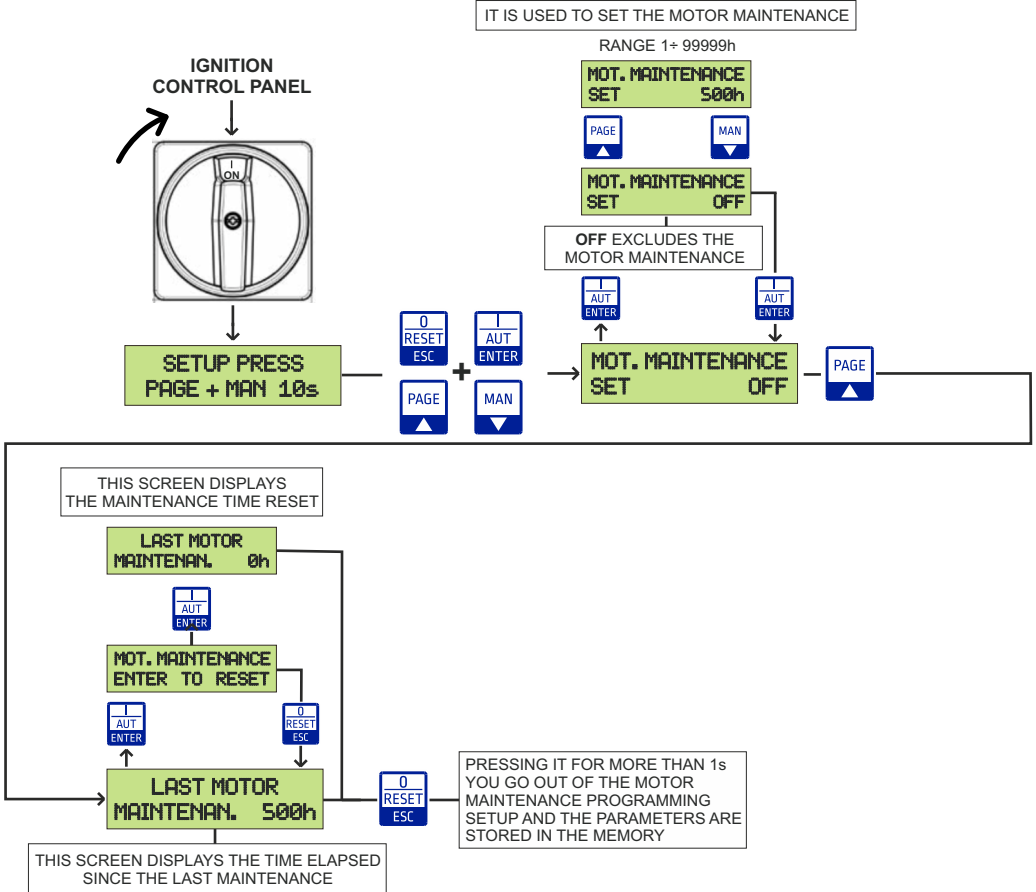 IT IS USED TO SET THE MOTOR MAINTENANCE
RANGE 1÷ 99999h
MOT. MAINTENANCE
SET 500h
PAGE
MAN
MOT. MAINTENANCE
SET OFF
OFF EXCLUDES THE
MOTOR MAINTENANCE
I
AUT
ENTER
I
AUT
ENTER
IGNITION
CONTROL PANEL
I
ON
SETUP PRESS
PAGE + MAN 10s
0
RESET
ESC
I
AUT
ENTER
+
PAGE
MAN
MOT. MAINTENANCE
SET OFF
PAGE
THIS SCREEN DISPLAYS
THE MAINTENANCE TIME RESET
LAST MOTOR
MAINTENAN. 0h
I
AUT
ENTER
MOT. MAINTENANCE
ENTER TO RESET
I
AUT
ENTER
0
RESET
ESC
LAST MOTOR
MAINTENAN. 500h
0
RESET
ESC
PRESSING IT FOR MORE THAN 1s
YOU GO OUT OF THE MOTOR
MAINTENANCE PROGRAMMING
SETUP AND THE PARAMETERS ARE
STORED IN THE MEMORY
THIS SCREEN DISPLAYS THE TIME ELAPSED
SINCE THE LAST MAINTENANCE